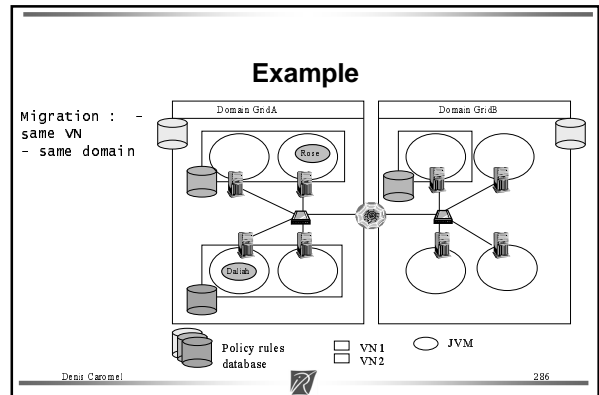 Example
Migration : -
same VN
- same domain
Domain GridA
Domain GridB
Rose
Daliah
Policy rules
database
VN1
VN2
JVM
Denis Caromel
286